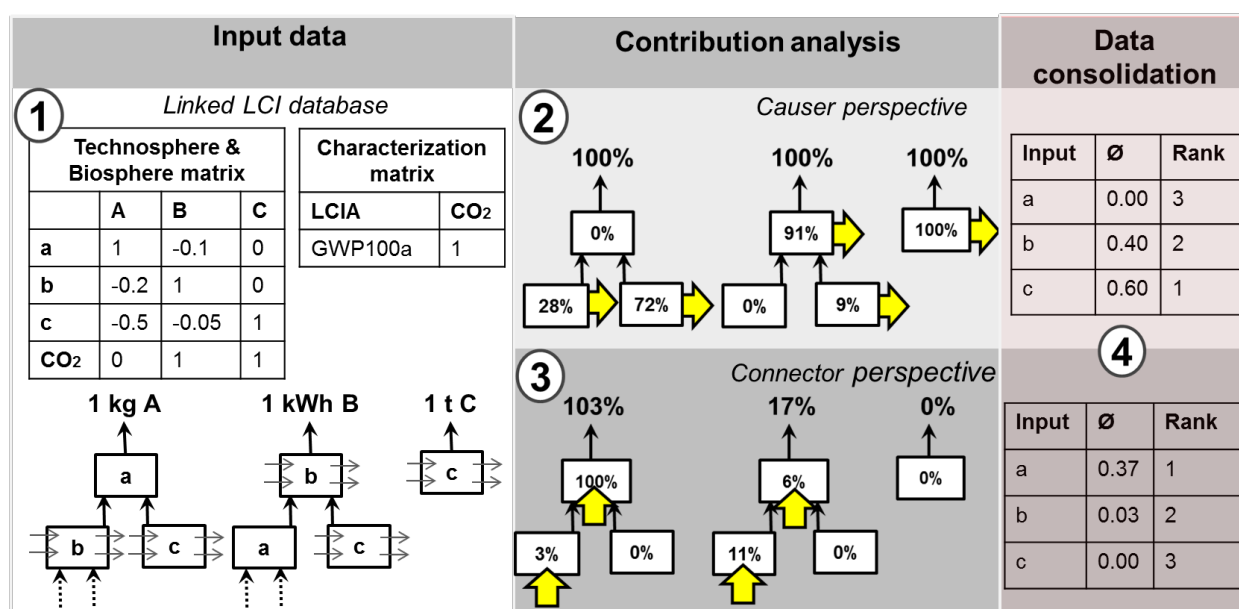 Input data
1
Linked LCI database
Technosphere &
Biosphere matrix
A B C
a 1 -0.1 0
b -0.2 1 0
c -0.5 -0.05 1
CO2 0 1 1
Characterization
matrix
LCIA CO2
GWP100a 1
1 kg A 1 kWh B 1 t C
a b c
b c a c
Contribution analysis
2
Causer perspective
100% 100% 100%
0% 91% 100%
28% 72% 0% 9%
3
Connector perspective
103% 17% 0%
100% 6% 0%
3% 0% 11% 0%
Data
consolidation
Input Ø Rank
a 0.00 3
b 0.40 2
c 0.60 1
4
Input Ø Rank
a 0.37 1
b 0.03 2
c 0.00 3